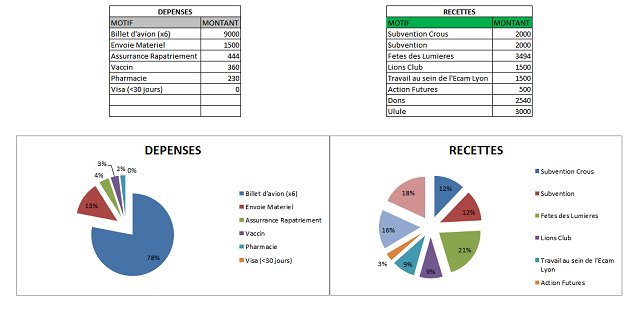 DEPENSES
MOTIF MONTANT
Billet d'avion (x6) 9000
Envoie Materiel 1500
Assurrance Rapatriement 444
Vaccin 360
Pharmacie 230
Visa (<30 jours) 0
RECETTES
MOTIF MONTANT
Subvention Crous 2000
Subvention 2000
Fetes des Lumieres 3494
Lions Club 1500
Travail au sein de l'Ecam Lyon 1500
Action Futures 500
Dons 2540
Ulule 3000
DEPENSES
3%
2%
0%
4%
13%
78%
Billet d'avion (x6)
Envoie Materiel
Assurrance Rapatriement
Vaccin
Pharmacie
Visa (<30 jours)
RECETTES
18%
12%
12%
16%
21%
3%
9%
9%
Subvention Crous
Subvention
Fetes des Lumieres
Lions Club
Travail au sein de l'Ecam
Lyon
Action Futures